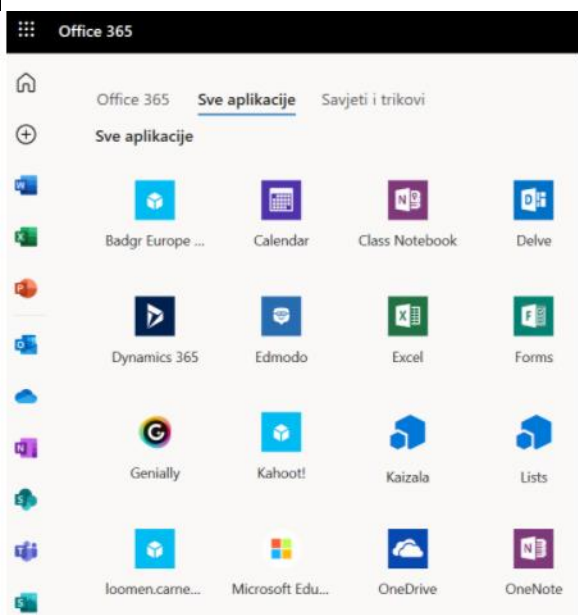 Office 365
Office 365 Sve aplikacije Savjeti i trikovi
Sve aplikacije
Badgr Europe ... Calendar Class Notebook Delve
Dynamics 365 Edmodo Excel Forms
Genially Kahoot! Kaizala Lists
loomen.carne... Microsoft Edu... OneDrive OneNote